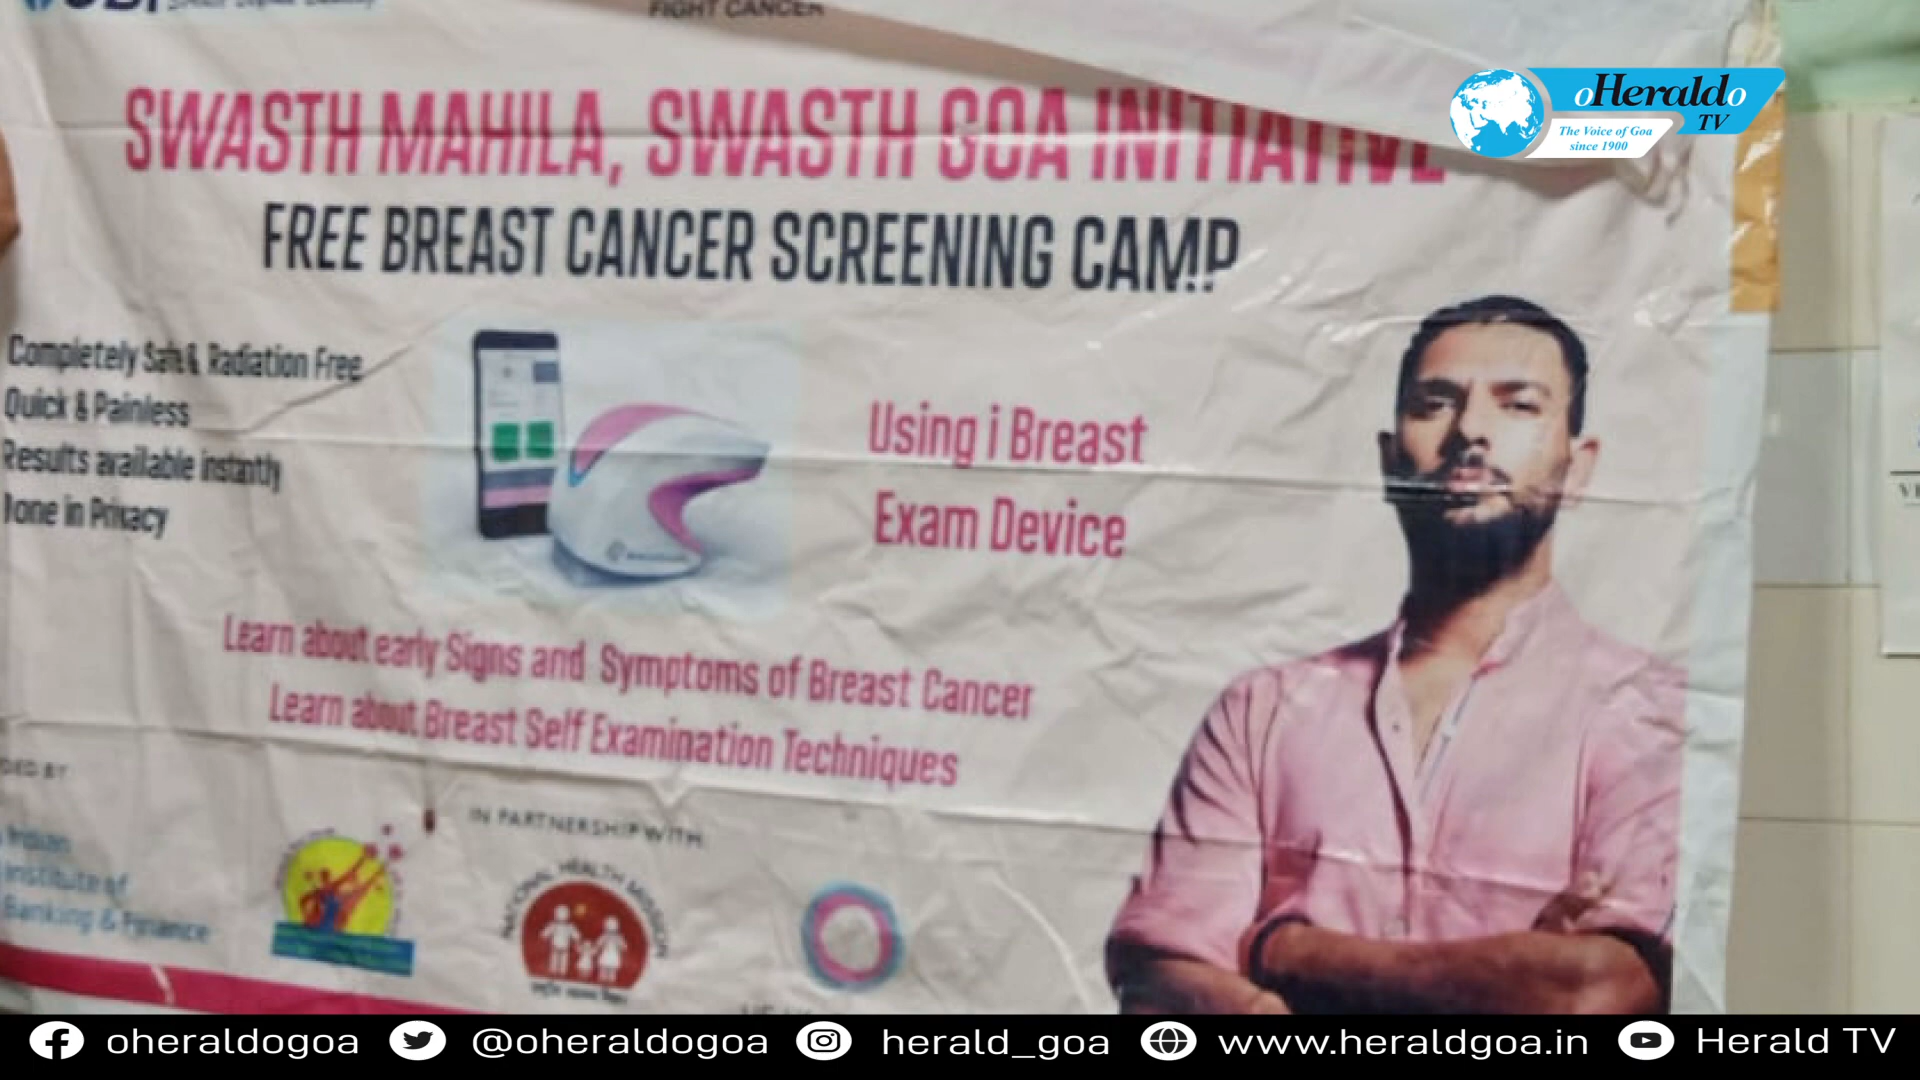 FIGHT CANCER
oHeraldo
TV
The Voice of Goa
since 1900
SWASTH MAHILA, SWASTH GOA INITIATIVE
FREE BREAST CANCER SCREENING CAMP
Completely Safe & Radiation Free
Quick & Painless
Results available instantly
Done in Privacy
Using i Breast
Exam Device
Learn about early Signs and Symptoms of Breast Cancer
Learn about Breast Self Examination Techniques
DED BY
IN PARTNERSHIP WITH
Indian
Institute of
Banking & Finance
NATIONAL HEALTH MISSION
oheraldogoa
@oheraldogoa
herald_goa
www.heraldgoa.in
Herald TV